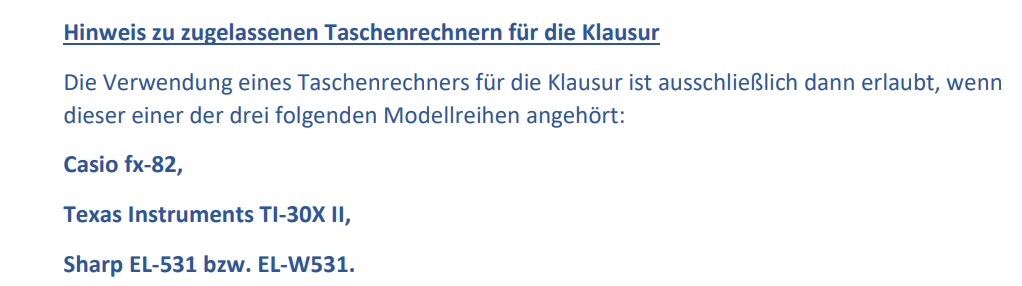 Hinweis zu zugelassenen Taschenrechnern für die Klausur
Die Verwendung eines Taschenrechners für die Klausur ist ausschließlich dann erlaubt, wenn
dieser einer der drei folgenden Modellreihen angehört:
Casio fx-82,
Texas Instruments TI-30X II,
Sharp EL-531 bzw. EL-W531.